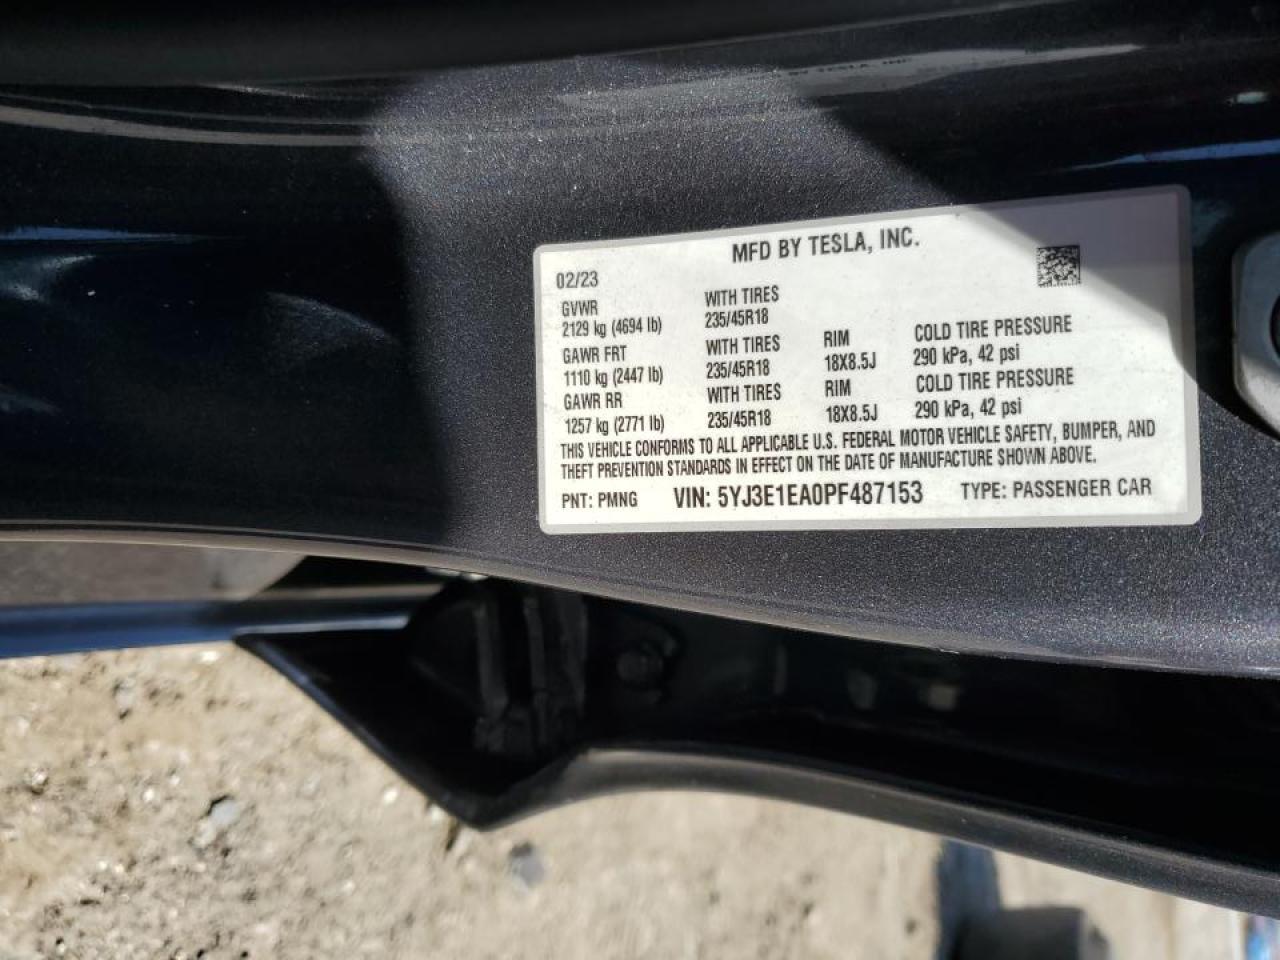 MFD BY TESLA, INC.
02/23
GVWR WITH TIRES
2129 kg (4694 lb) 235/45R18
GAWR FRT WITH TIRES RIM COLD TIRE PRESSURE
1110 kg (2447 lb) 235/45R18 18X8.5J 290 kPa, 42 psi
GAWR RR WITH TIRES RIM COLD TIRE PRESSURE
1257 kg (2771 lb) 235/45R18 18X8.5J 290 kPa, 42 psi
THIS VEHICLE CONFORMS TO ALL APPLICABLE U.S. FEDERAL MOTOR VEHICLE SAFETY, BUMPER, AND
THEFT PREVENTION STANDARDS IN EFFECT ON THE DATE OF MANUFACTURE SHOWN ABOVE.
PNT: PMNG VIN: 5YJ3E1EA0PF487153 TYPE: PASSENGER CAR